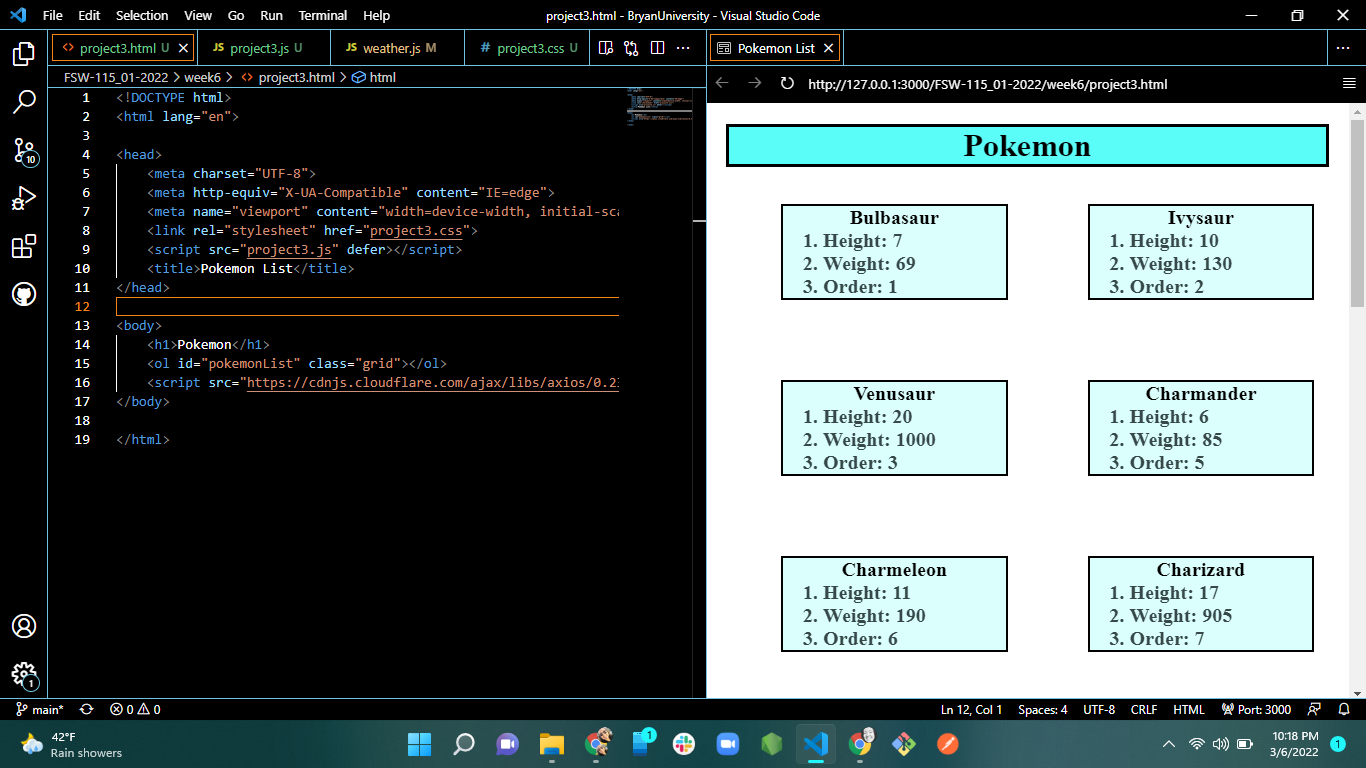 File Edit Selection View Go Run Terminal Help
project3.html - BryanUniversity - Visual Studio Code
project3.html U
JS project3.js U
JS weather.js M
# project3.css U
Pokemon List
FSW-115_01-2022 > week6 > project3.html > html
http://127.0.0.1:3000/FSW-115_01-2022/week6/project3.html
1 <!DOCTYPE html>
2 <html lang="en">
3
4 <head>
5 <meta charset="UTF-8">
6 <meta http-equiv="X-UA-Compatible" content="IE=edge">
7 <meta name="viewport" content="width=device-width, initial-sca
8 <link rel="stylesheet" href="project3.css">
9 <script src="project3.js" defer></script>
10 <title>Pokemon List</title>
11 </head>
12
13 <body>
14 <h1>Pokemon</h1>
15 <ol id="pokemonList" class="grid"></ol>
16 <script src="https://cdnjs.cloudflare.com/ajax/libs/axios/0.2
17 </body>
18
19 </html>
Pokemon
Bulbasaur
1. Height: 7
2. Weight: 69
3. Order: 1
Ivysaur
1. Height: 10
2. Weight: 130
3. Order: 2
Venusaur
1. Height: 20
2. Weight: 1000
3. Order: 3
Charmander
1. Height: 6
2. Weight: 85
3. Order: 5
Charmeleon
1. Height: 11
2. Weight: 190
3. Order: 6
Charizard
1. Height: 17
2. Weight: 905
3. Order: 7
10
1
main*
0 0
Ln 12, Col 1
Spaces: 4
UTF-8
CRLF
HTML
Port: 3000
42°F
Rain showers
1
10:18 PM
3/6/2022
1